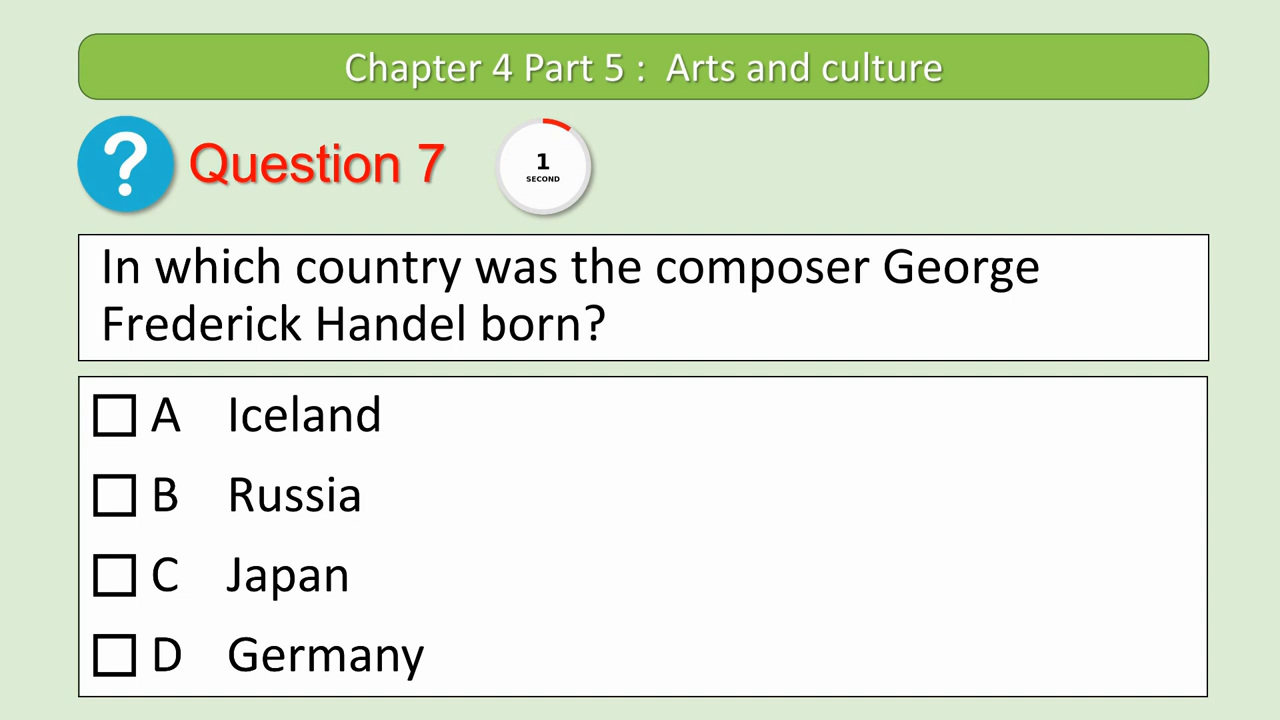 Chapter 4 Part 5 : Arts and culture
? Question 7
1
SECOND
In which country was the composer George
Frederick Handel born?
A Iceland
B Russia
C Japan
D Germany